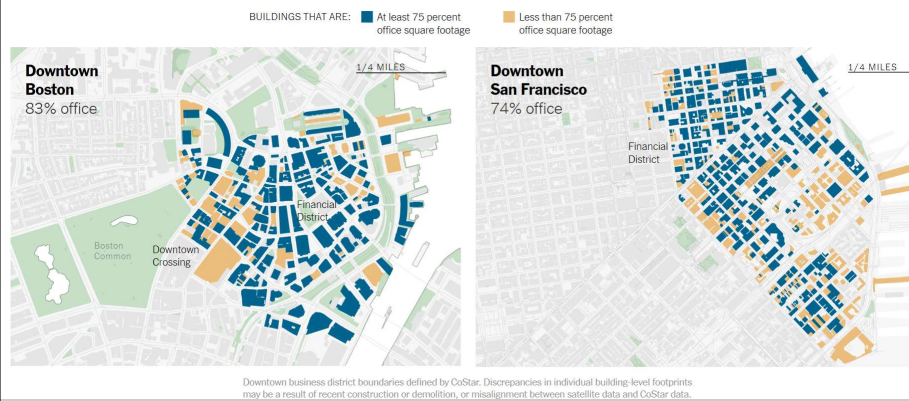 BUILDINGS THAT ARE:
At least 75 percent
office square footage
Less than 75 percent
office square footage
Downtown
Boston
83% office
1/4 MILES
Financial
District
Boston
Common
Downtown
Crossing
Downtown
San Francisco
74% office
1/4 MILES
Financial
District
Downtown business district boundaries defined by CoStar. Discrepancies in individual building-level footprints
may be a result of recent construction or demolition, or misalignment between satellite data and CoStar data.